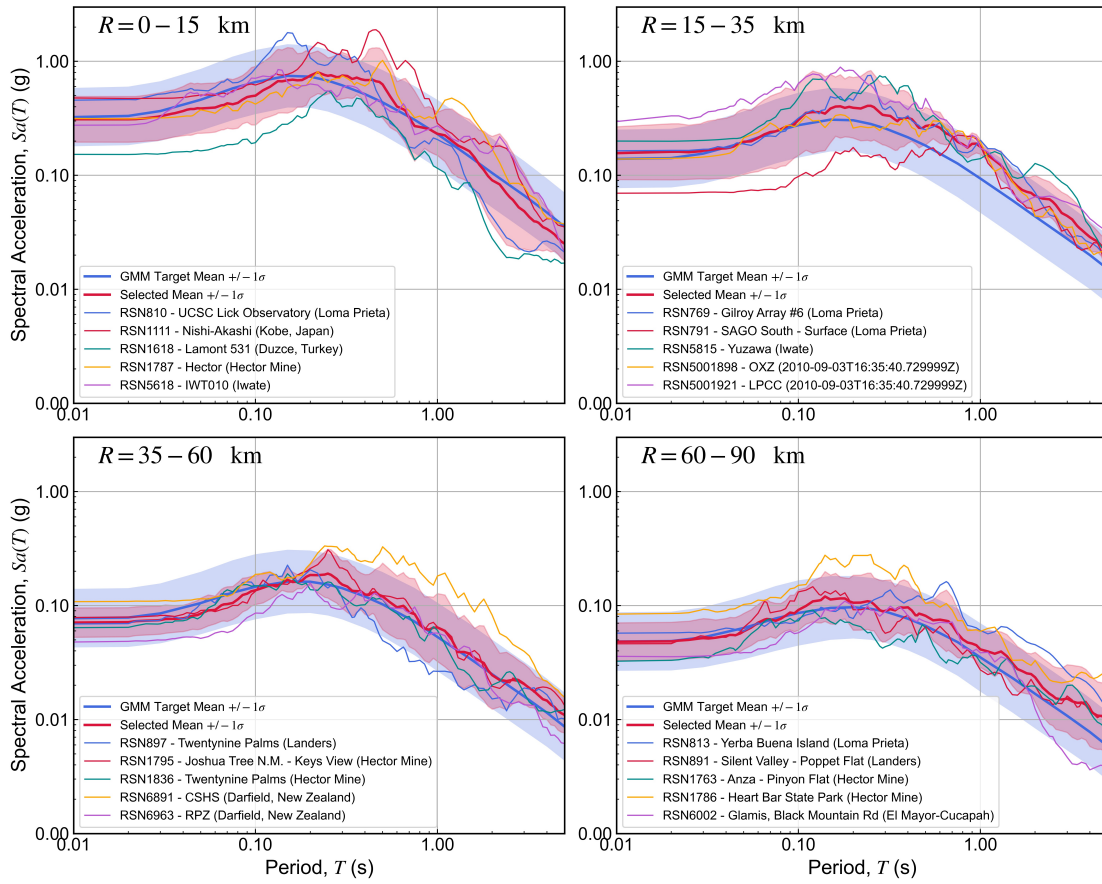 R = 0 − 15 km
Spectral Acceleration, Sa(T) (g)
1.00
0.10
0.01
0.00
GMM Target Mean +/− 1σ
Selected Mean +/− 1σ
RSN810 - UCSC Lick Observatory (Loma Prieta)
RSN1111 - Nishi-Akashi (Kobe, Japan)
RSN1618 - Lamont 531 (Duzce, Turkey)
RSN1787 - Hector (Hector Mine)
RSN5618 - IWT010 (Iwate)
0.01 0.10 1.00
R = 15 − 35 km
1.00
0.10
0.01
0.00
GMM Target Mean +/− 1σ
Selected Mean +/− 1σ
RSN769 - Gilroy Array #6 (Loma Prieta)
RSN791 - SAGO South - Surface (Loma Prieta)
RSN5815 - Yuzawa (Iwate)
RSN5001898 - OXZ (2010-09-03T16:35:40.729999Z)
RSN5001921 - LPCC (2010-09-03T16:35:40.729999Z)
0.01 0.10 1.00
R = 35 − 60 km
Spectral Acceleration, Sa(T) (g)
1.00
0.10
0.01
0.00
GMM Target Mean +/− 1σ
Selected Mean +/− 1σ
RSN897 - Twentynine Palms (Landers)
RSN1795 - Joshua Tree N.M. - Keys View (Hector Mine)
RSN1836 - Twentynine Palms (Hector Mine)
RSN6891 - CSHS (Darfield, New Zealand)
RSN6963 - RPZ (Darfield, New Zealand)
0.01 0.10 1.00
Period, T (s)
R = 60 − 90 km
1.00
0.10
0.01
0.00
GMM Target Mean +/− 1σ
Selected Mean +/− 1σ
RSN813 - Yerba Buena Island (Loma Prieta)
RSN891 - Silent Valley - Poppet Flat (Landers)
RSN1763 - Anza - Pinyon Flat (Hector Mine)
RSN1786 - Heart Bar State Park (Hector Mine)
RSN6002 - Glamis, Black Mountain Rd (El Mayor-Cucapah)
0.01 0.10 1.00
Period, T (s)